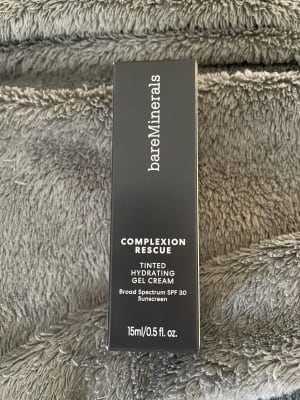 bareMinerals
COMPLEXION
RESCUE
TINTED
HYDRATING
GEL CREAM
Broad Spectrum SPF 30
Sunscreen
15ml/0.5 fl. oz.